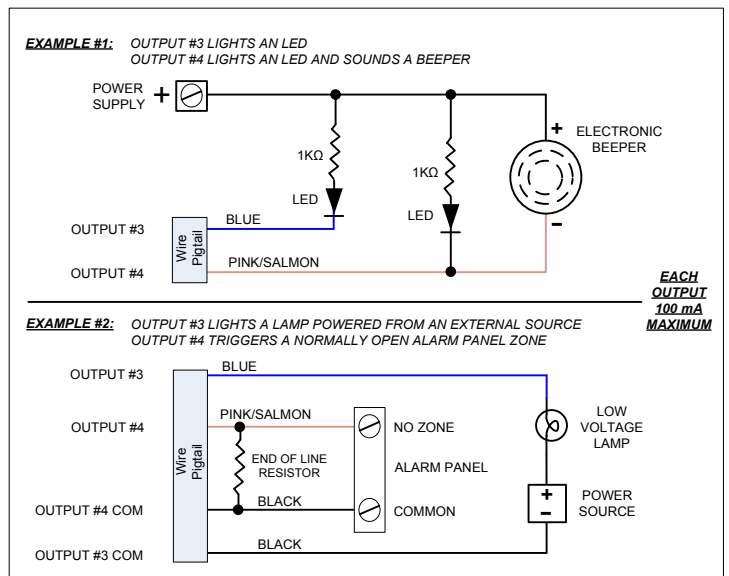 EXAMPLE #1: OUTPUT #3 LIGHTS AN LED
OUTPUT #4 LIGHTS AN LED AND SOUNDS A BEEPER
POWER
SUPPLY +
+
ELECTRONIC
BEEPER
1KΩ
1KΩ
LED
LED
OUTPUT #3
BLUE
Wire
Pigtail
OUTPUT #4
PINK/SALMON
–
EACH
OUTPUT
100 mA
MAXIMUM
EXAMPLE #2: OUTPUT #3 LIGHTS A LAMP POWERED FROM AN EXTERNAL SOURCE
OUTPUT #4 TRIGGERS A NORMALLY OPEN ALARM PANEL ZONE
OUTPUT #3
BLUE
OUTPUT #4
PINK/SALMON
NO ZONE
LOW
VOLTAGE
LAMP
Wire
Pigtail
END OF LINE
RESISTOR
ALARM PANEL
OUTPUT #4 COM
BLACK
COMMON
+
–
POWER
SOURCE
OUTPUT #3 COM
BLACK